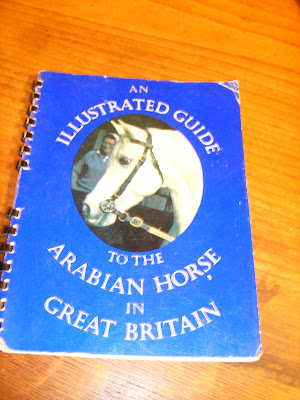 AN
ILLUSTRATED GUIDE
TO THE
ARABIAN HORSE
IN
GREAT BRITAIN